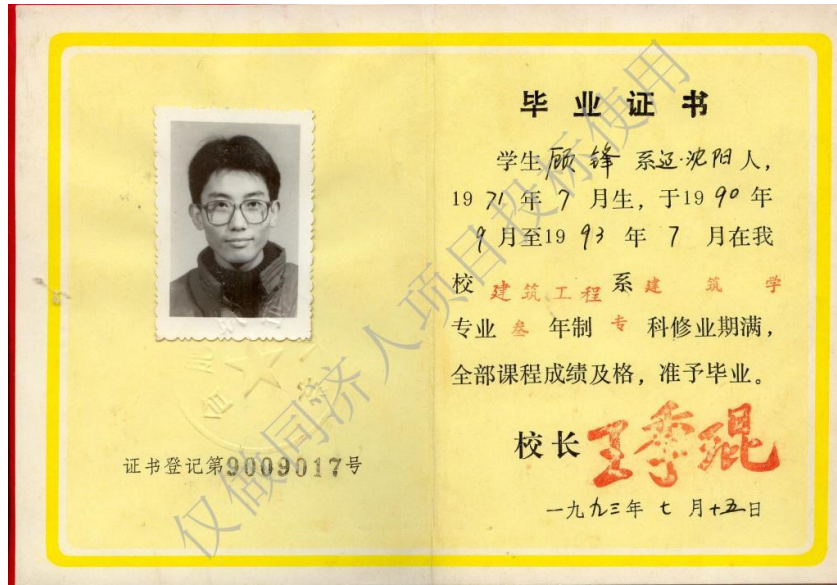 毕业证书
学生 顾锋 系辽·沈阳人，
1971年7月生，于1990年
9月至1993年7月在我
校 建筑工程 系 建筑学
专业 叁 年制 专 科修业期满，
全部课程成绩及格，准予毕业。
校长 王季琨
一九九三年七月十五日
证书登记第9009017号
仅做同济人项目投标使用